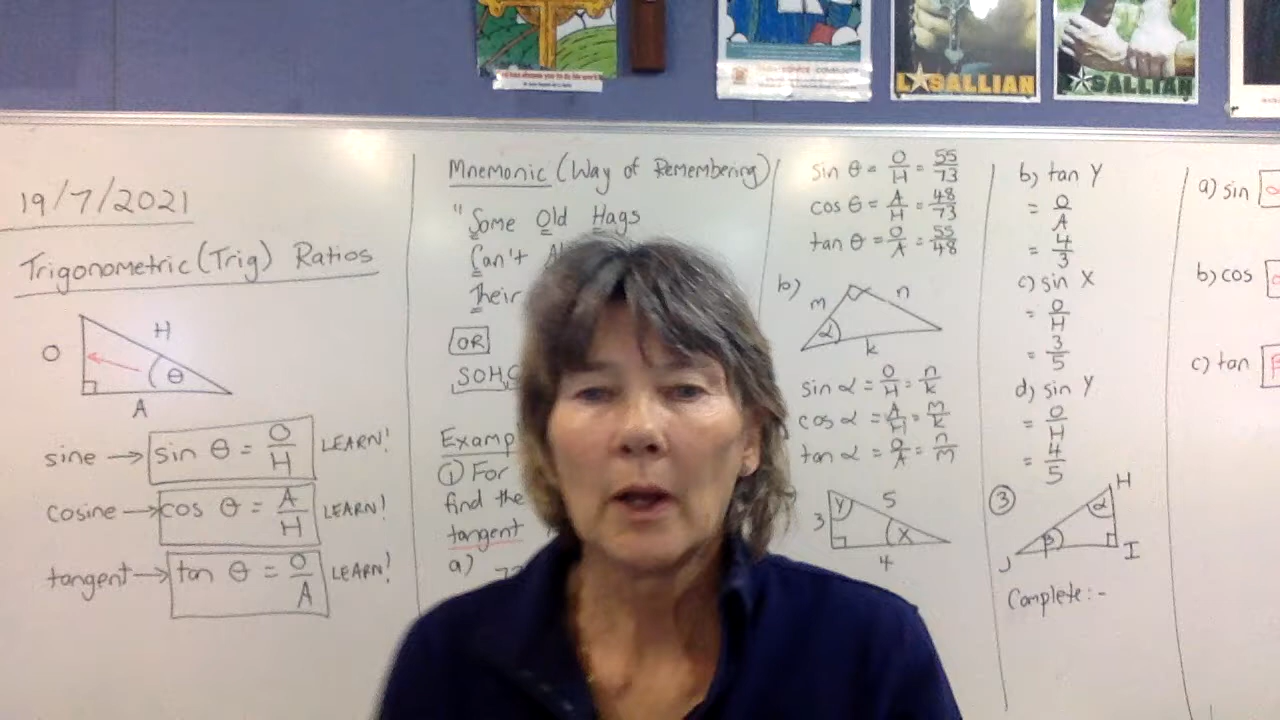 LASALLIAN
LASALLIAN
19/7/2021
Trigonometric (Trig) Ratios
O
H
θ
A
sine → sin θ = O/H LEARN!
cosine → cos θ = A/H LEARN!
tangent → tan θ = O/A LEARN!
Mnemonic (Way of Remembering)
"Some Old Hags
Can't
Their
OR
SOH
① For
find the
tangent
a)
sin θ = O/H = 55/73
cos θ = A/H = 48/73
tan θ = O/A = 55/48
b)
m
n
α
k
sin α = O/H = n/k
cos α = A/H = m/k
tan α = O/A = n/m
Y
5
3
X
4
b) tan Y
= O/A
= 4/3
c) sin X
= O/H
= 3/5
d) sin Y
= O/H
= 4/5
③
H
α
β
J
I
Complete :-
a) sin
b) cos
c) tan